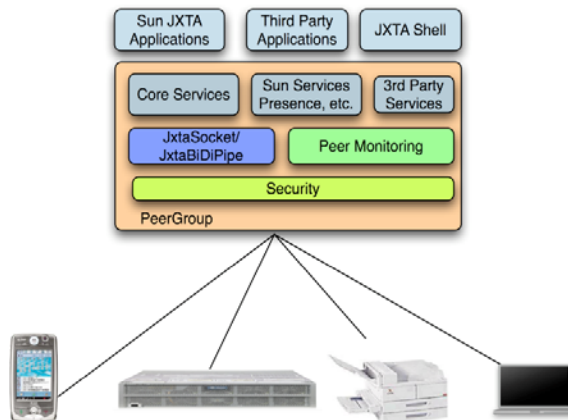 Sun JXTA
Applications
Third Party
Applications
JXTA Shell
Core Services
Sun Services
Presence, etc.
3rd Party
Services
JxtaSocket/
JxtaBiDiPipe
Peer Monitoring
Security
PeerGroup